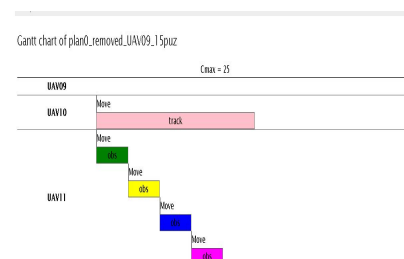 Gantt chart of plan0_removed_UAV09_15puz
Cmax = 25
UAV09
UAV10
Move
track
UAV11
Move
obs
Move
obs
Move
obs
Move
obs